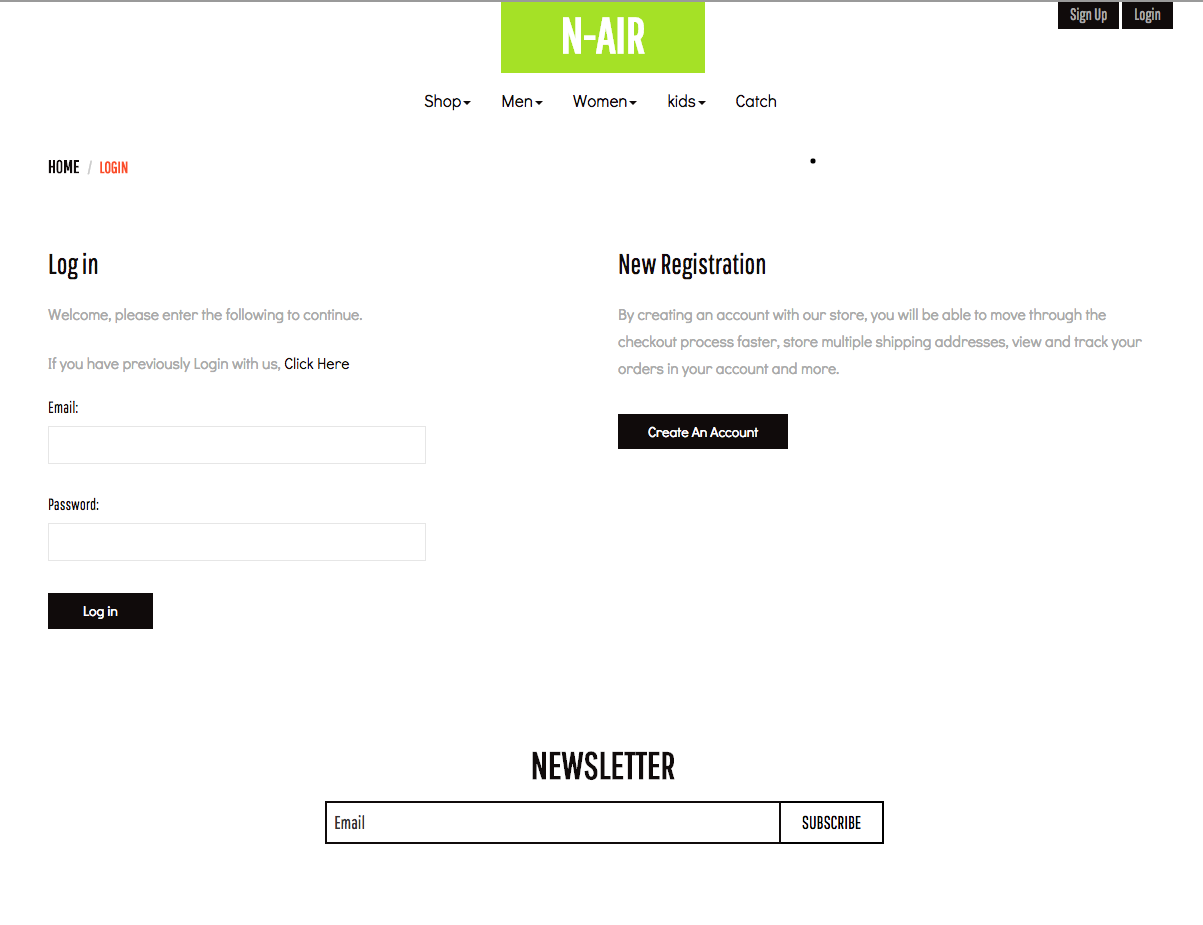 N-AIR
Sign Up Login
Shop Men Women kids Catch
HOME / LOGIN
Log in
Welcome, please enter the following to continue.
If you have previously Login with us, Click Here
Email:
Password:
Log in
New Registration
By creating an account with our store, you will be able to move through the
checkout process faster, store multiple shipping addresses, view and track your
orders in your account and more.
Create An Account
NEWSLETTER
Email SUBSCRIBE